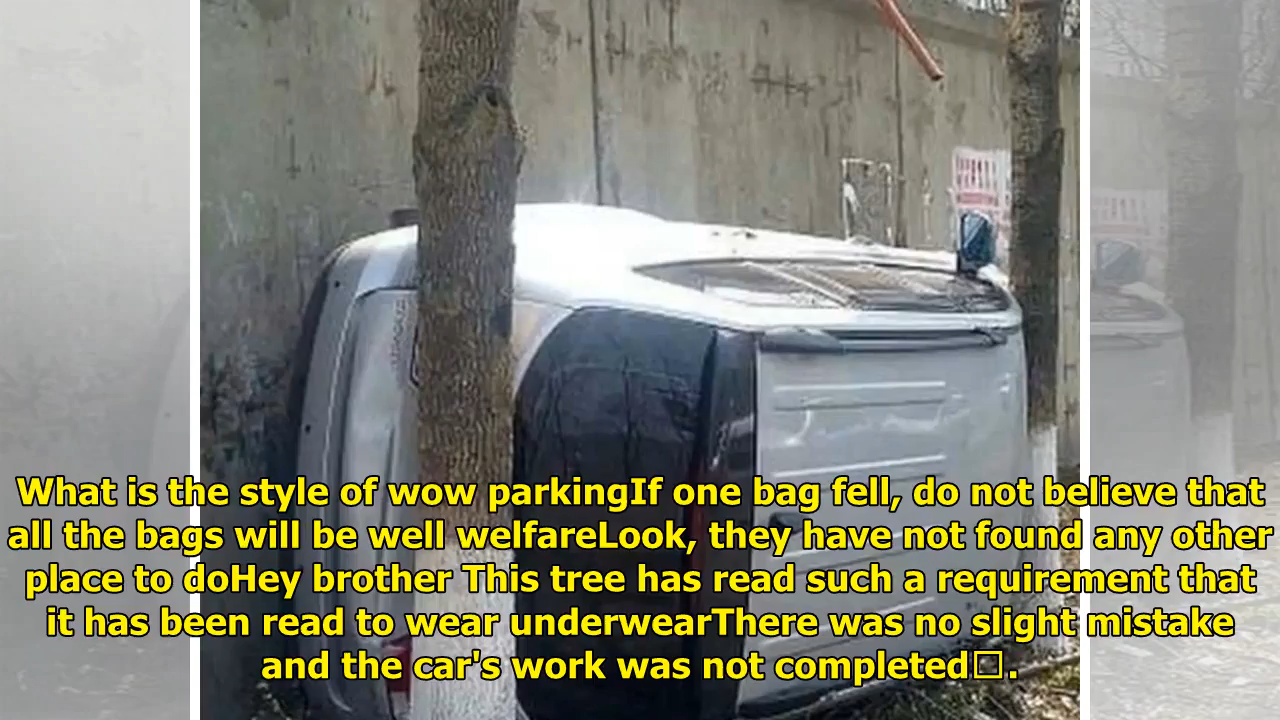 What is the style of wow parkingIf one bag fell, do not believe that
all the bags will be well welfareLook, they have not found any other
place to doHey brother This tree has read such a requirement that
it has been read to wear underwearThere was no slight mistake
and the car's work was not completed□.